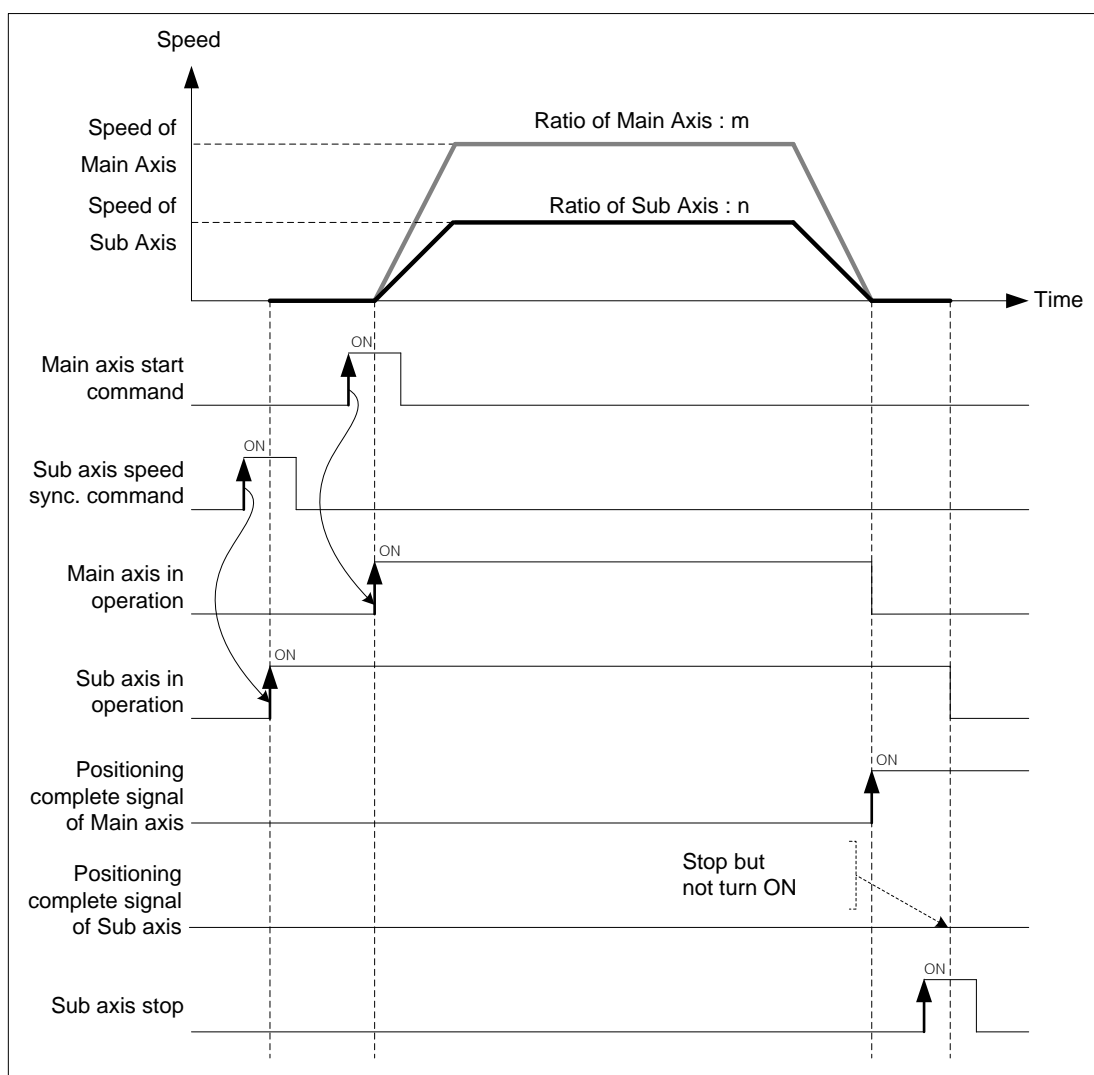 Speed
Speed of
Main Axis
Ratio of Main Axis : m
Speed of
Sub Axis
Ratio of Sub Axis : n
Time
ON
Main axis start
command
ON
Sub axis speed
sync. command
ON
Main axis in
operation
ON
Sub axis in
operation
ON
Positioning
complete signal
of Main axis
Stop but
not turn ON
Positioning
complete signal
of Sub axis
ON
Sub axis stop